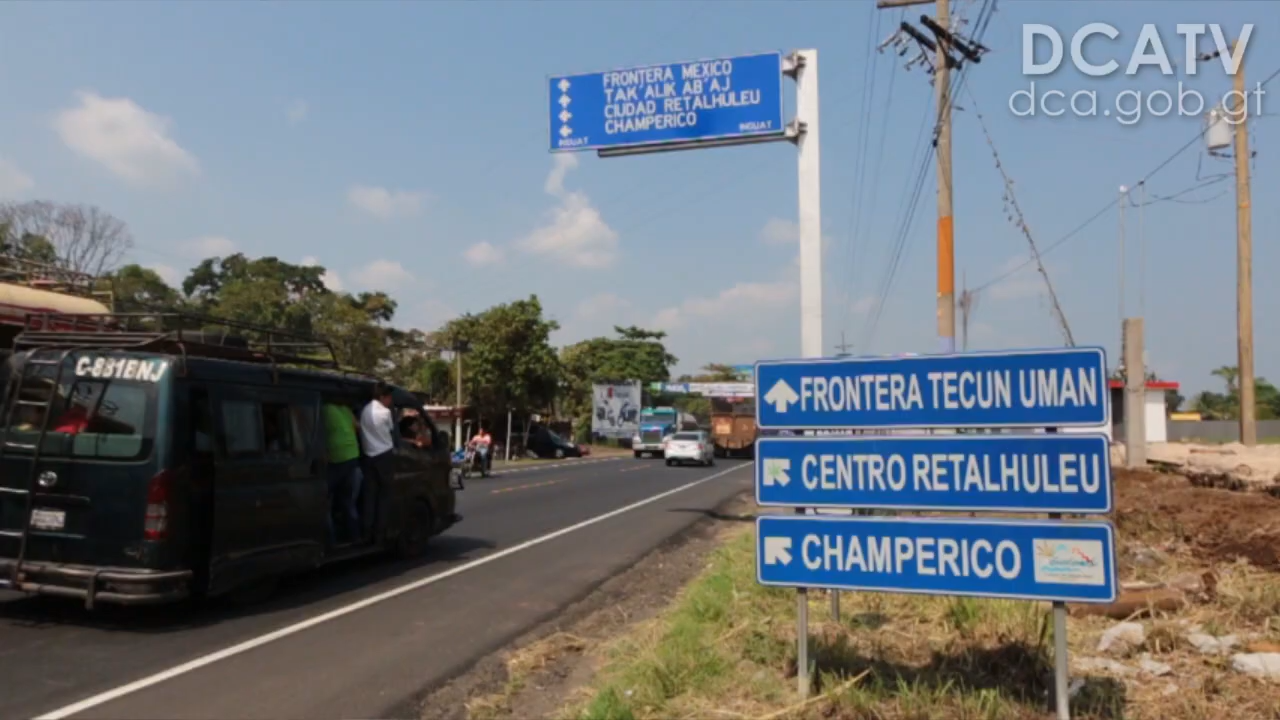 DCATV
dca.gob.gt
FRONTERA MEXICO
TAK'ALIK AB'AJ
CIUDAD RETALHULEU
CHAMPERICO
INGUAT INGUAT
C-881BNJ
FRONTERA TECUN UMAN
CENTRO RETALHULEU
CHAMPERICO